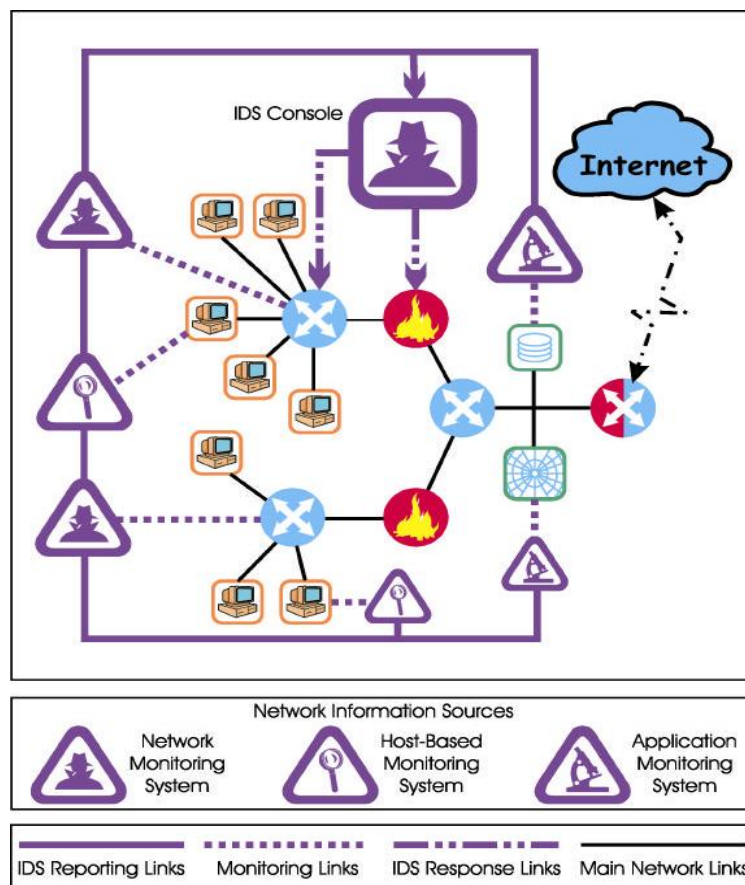 IDS Console
Internet
Network Information Sources
Network
Monitoring
System
Host-Based
Monitoring
System
Application
Monitoring
System
IDS Reporting Links
Monitoring Links
IDS Response Links
Main Network Links